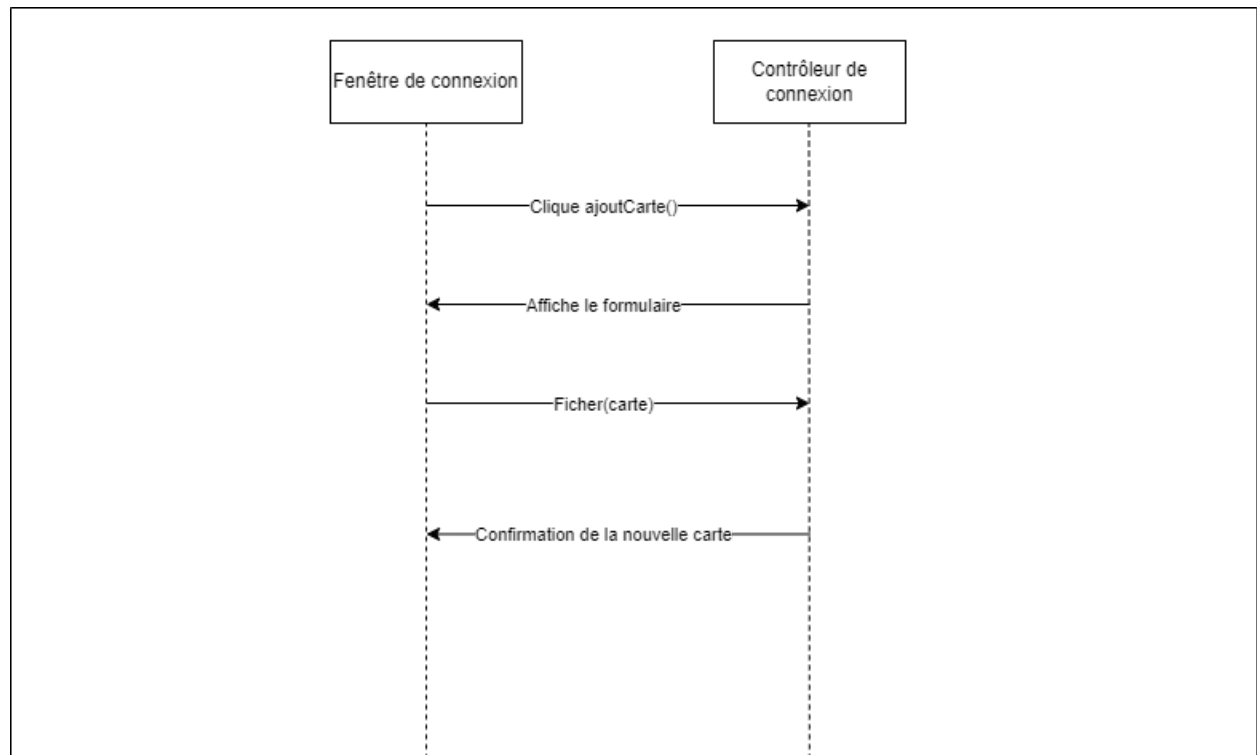 Fenêtre de connexion
Contrôleur de
connexion
Clique ajoutCarte()
Affiche le formulaire
Ficher(carte)
Confirmation de la nouvelle carte